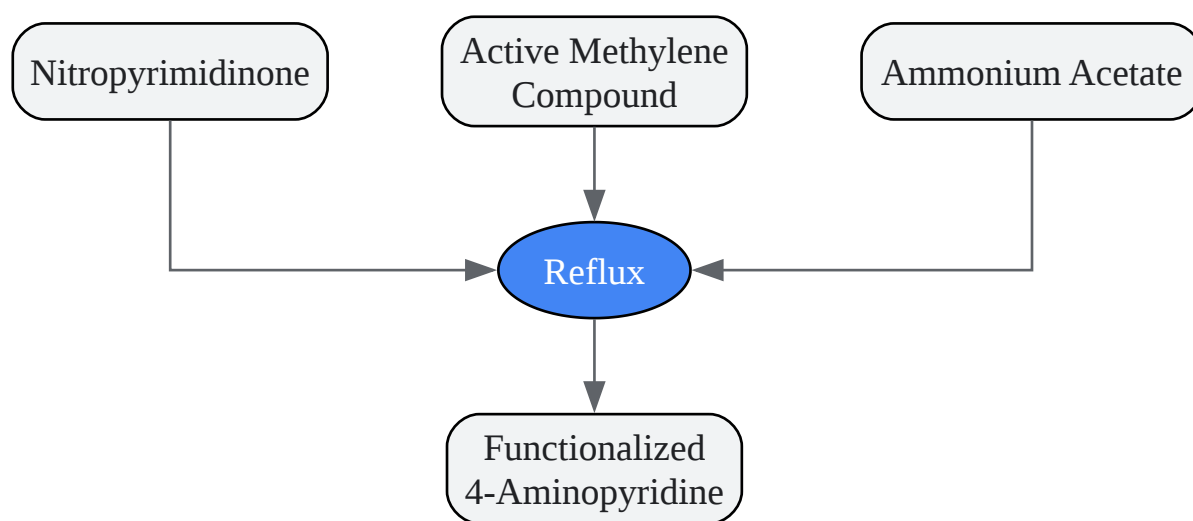 Nitropyrimidinone
Active Methylene
Compound
Ammonium Acetate
Reflux
Functionalized
4-Aminopyridine